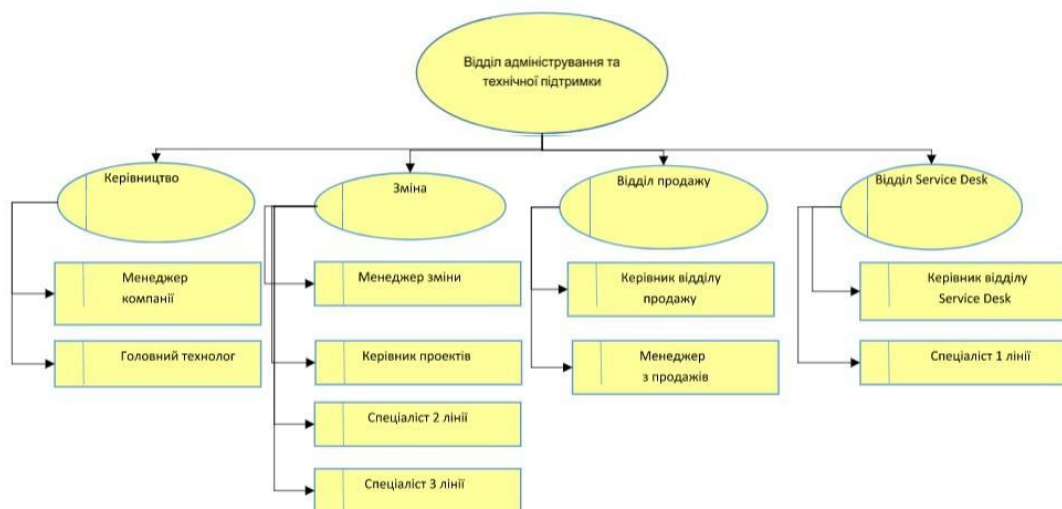 Відділ адміністрування та
технічної підтримки
Керівництво
Зміна
Відділ продажу
Відділ Service Desk
Менеджер
компанії
Менеджер зміни
Керівник відділу
продажу
Керівник відділу
Service Desk
Головний технолог
Керівник проектів
Менеджер
з продажів
Спеціаліст 1 лінії
Спеціаліст 2 лінії
Спеціаліст 3 лінії